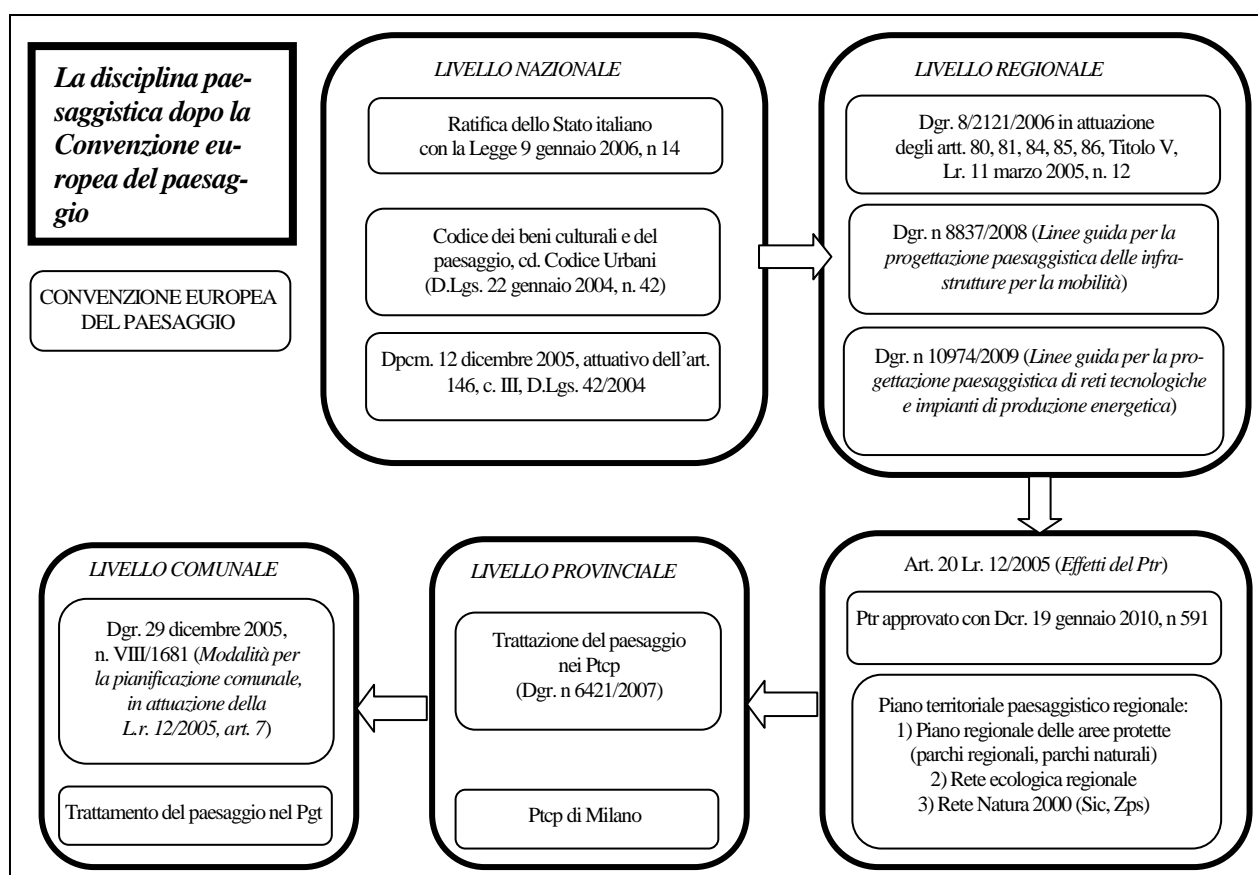 La disciplina pae-
saggistica dopo la
Convenzione eu-
ropea del paesag-
gio
CONVENZIONE EUROPEA
DEL PAESAGGIO
LIVELLO NAZIONALE
Ratifica dello Stato italiano
con la Legge 9 gennaio 2006, n 14
Codice dei beni culturali e del
paesaggio, cd. Codice Urbani
(D.Lgs. 22 gennaio 2004, n. 42)
Dpcm. 12 dicembre 2005, attuativo dell’art.
146, c. III, D.Lgs. 42/2004
LIVELLO REGIONALE
Dgr. 8/2121/2006 in attuazione
degli artt. 80, 81, 84, 85, 86, Titolo V,
Lr. 11 marzo 2005, n. 12
Dgr. n 8837/2008 (Linee guida per la
progettazione paesaggistica delle infra-
strutture per la mobilità)
Dgr. n 10974/2009 (Linee guida per la pro-
gettazione paesaggistica di reti tecnologiche
e impianti di produzione energetica)
Art. 20 Lr. 12/2005 (Effetti del Ptr)
Ptr approvato con Dcr. 19 gennaio 2010, n 591
Piano territoriale paesaggistico regionale:
1) Piano regionale delle aree protette
(parchi regionali, parchi naturali)
2) Rete ecologica regionale
3) Rete Natura 2000 (Sic, Zps)
LIVELLO PROVINCIALE
Trattazione del paesaggio
nei Ptcp
(Dgr. n 6421/2007)
Ptcp di Milano
LIVELLO COMUNALE
Dgr. 29 dicembre 2005,
n. VIII/1681 (Modalità per
la pianificazione comunale,
in attuazione della
L.r. 12/2005, art. 7)
Trattamento del paesaggio nel Pgt